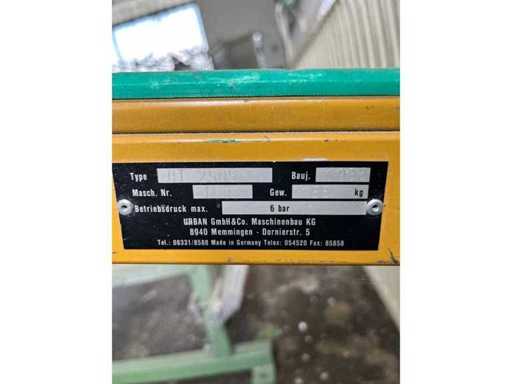 Type Bauj.
Masch. Nr. Gew. kg
Betriebsdruck max. 6 bar
URBAN GmbH&Co. Maschinenbau KG
8940 Memmingen - Dornierstr. 5
Tel.: 08331/8580 Made in Germany Telex: 054520 Fax: 85858